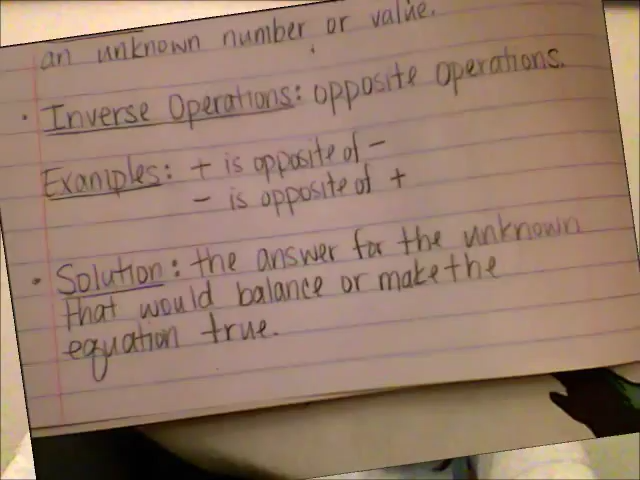 an unknown number or value.
• Inverse Operations: opposite operations.
Examples: + is opposite of -
- is opposite of +
• Solution: the answer for the unknown
that would balance or make the
equation true.